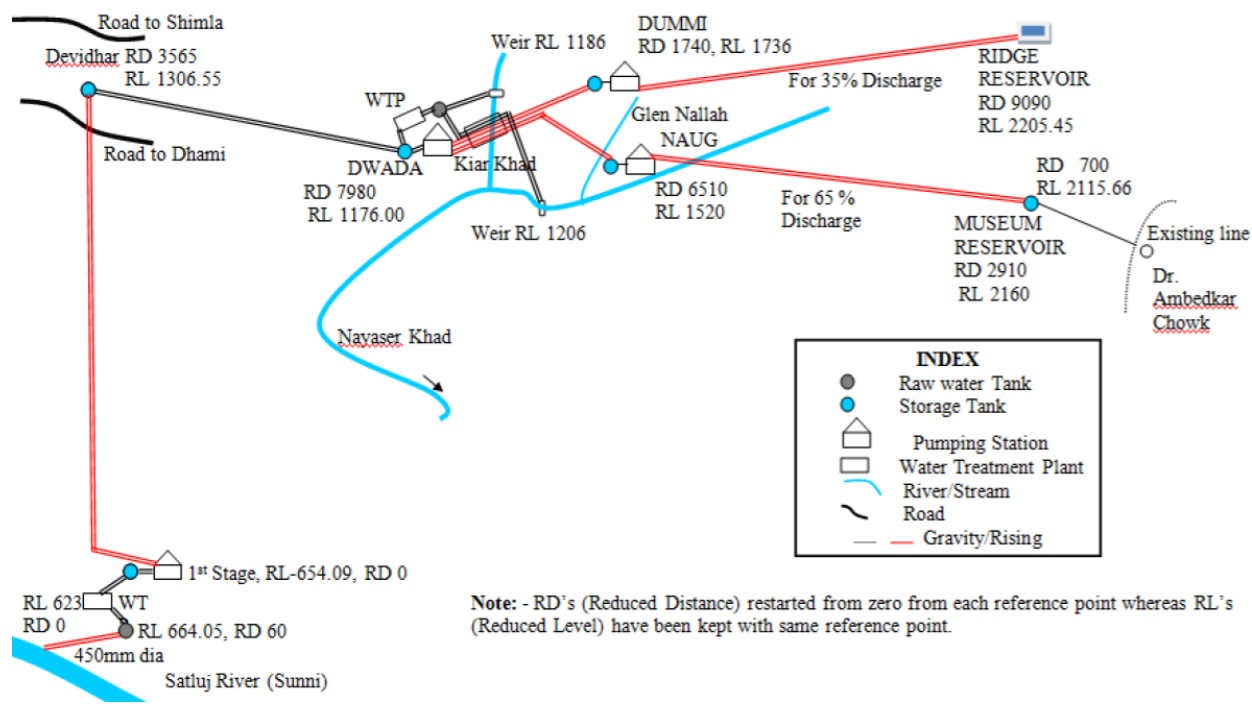 Road to Shimla
Devidhar RD 3565
RL 1306.55
Road to Dhami
WTP
DWADA
RD 7980
RL 1176.00
Weir RL 1186
Kiar Khad
Weir RL 1206
DUMMI
RD 1740, RL 1736
For 35% Discharge
Glen Nallah
NAUG
RD 6510
RL 1520
For 65 %
Discharge
RIDGE
RESERVOIR
RD 9090
RL 2205.45
RD 700
RL 2115.66
MUSEUM
RESERVOIR
RD 2910
RL 2160
Existing line
Dr.
Ambedkar
Chowk
Nayaser Khad
INDEX
Raw water Tank
Storage Tank
Pumping Station
Water Treatment Plant
River/Stream
Road
Gravity/Rising
1st Stage, RL-654.09, RD 0
RL 623
RD 0
WT
RL 664.05, RD 60
450mm dia
Satluj River (Sunni)
Note: - RD's (Reduced Distance) restarted from zero from each reference point whereas RL's
(Reduced Level) have been kept with same reference point.